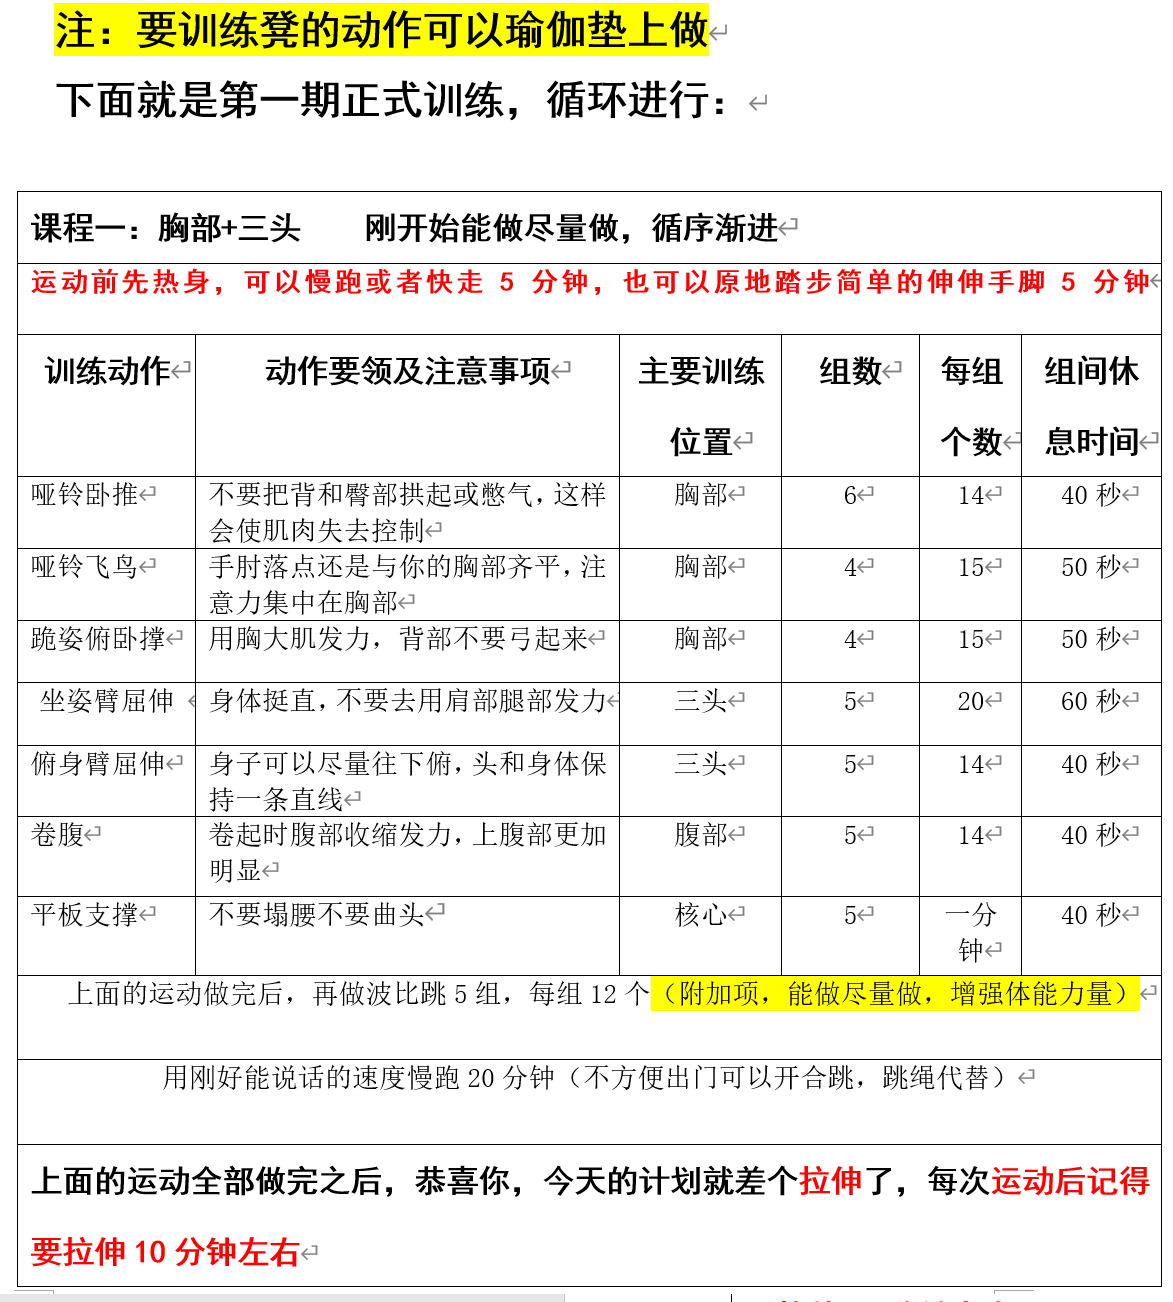 注：要训练凳的动作可以瑜伽垫上做
下面就是第一期正式训练，循环进行：
课程一：胸部+三头 刚开始能做尽量做，循序渐进
运动前先热身，可以慢跑或者快走 5 分钟，也可以原地踏步简单的伸伸手脚 5 分钟
训练动作 动作要领及注意事项 主要训练 组数 每组 组间休
位置 个数 息时间
哑铃卧推 不要把背和臀部拱起或憋气，这样 胸部 6 14 40 秒
会使肌肉失去控制
哑铃飞鸟 手肘落点还是与你的胸部齐平，注 胸部 4 15 50 秒
意力集中在胸部
跪姿俯卧撑 用胸大肌发力，背部不要弓起来 胸部 4 15 50 秒
坐姿臂屈伸 身体挺直，不要去用肩部腿部发力 三头 5 20 60 秒
俯身臂屈伸 身子可以尽量往下俯，头和身体保 三头 5 14 40 秒
持一条直线
卷腹 卷起时腹部收缩发力，上腹部更加 腹部 5 14 40 秒
明显
平板支撑 不要塌腰不要曲头 核心 5 一分 40 秒
钟
上面的运动做完后，再做波比跳 5 组，每组 12 个（附加项，能做尽量做，增强体能力量）
用刚好能说话的速度慢跑 20 分钟（不方便出门可以开合跳，跳绳代替）
上面的运动全部做完之后，恭喜你，今天的计划就差个拉伸了，每次运动后记得
要拉伸 10 分钟左右